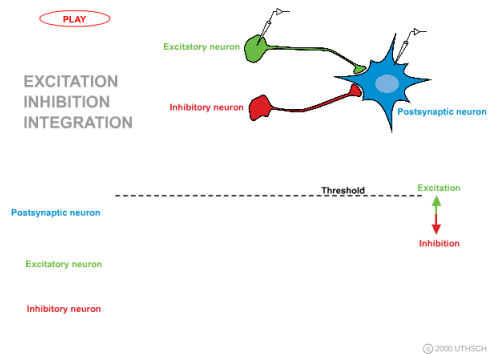 PLAY
Excitatory neuron
EXCITATION
INHIBITION
INTEGRATION
Inhibitory neuron
Postsynaptic neuron
Threshold
Excitation
Postsynaptic neuron
Inhibition
Excitatory neuron
Inhibitory neuron
© 2000 UTHSCH